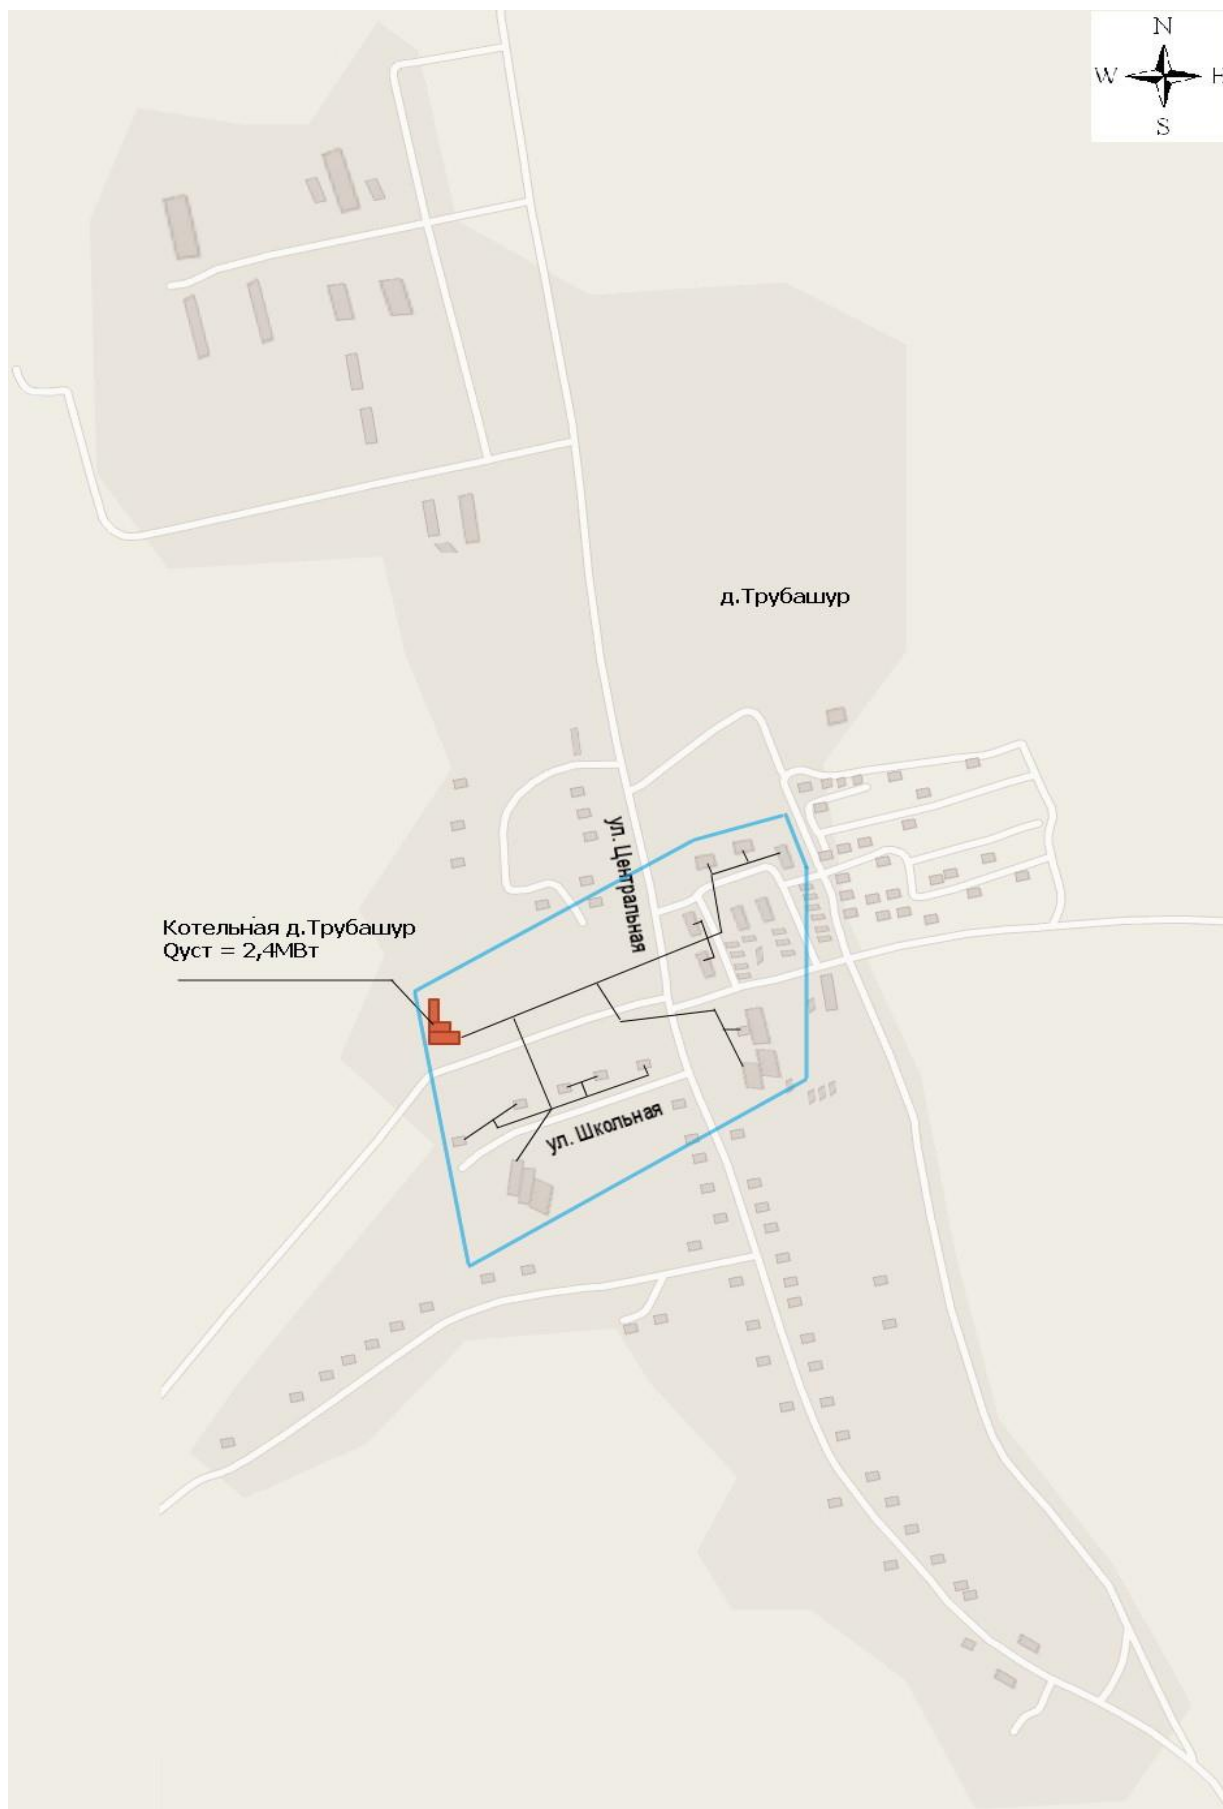 N
W
S
д.Трубашур
ул. Центральная
Котельная д.Трубашур
Qуст = 2,4МВт
ул. Школьная